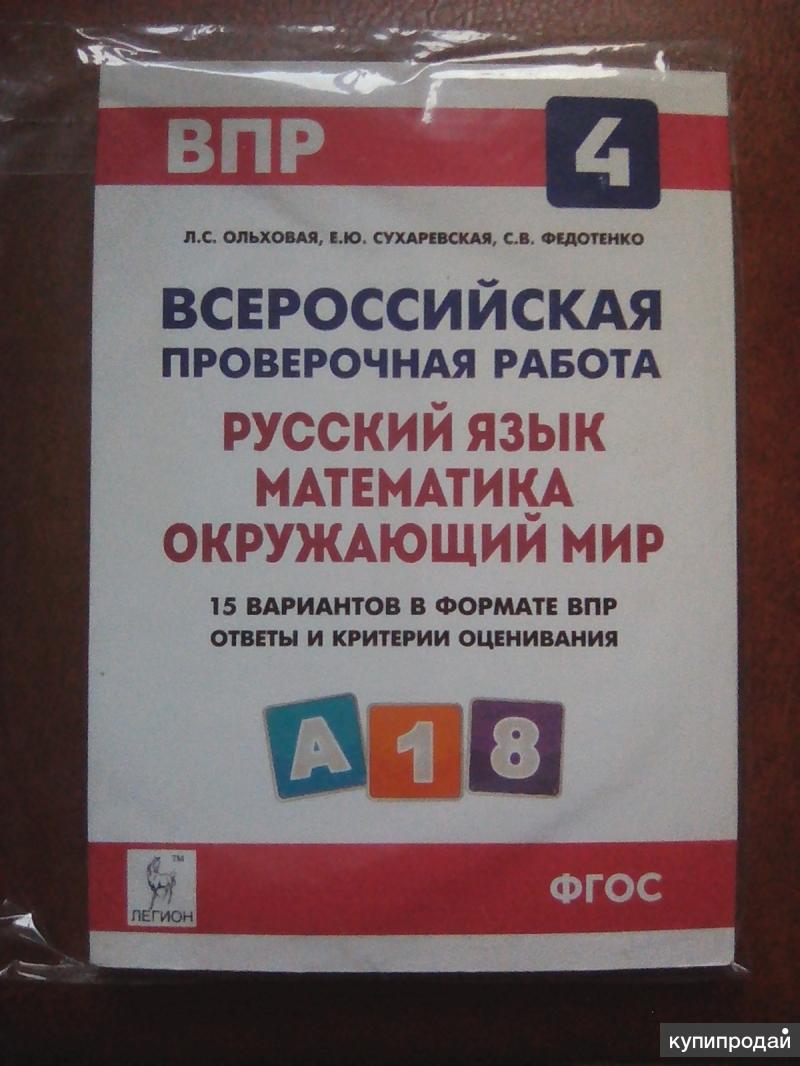 ВПР
4
Л.С. ОЛЬХОВАЯ, Е.Ю. СУХАРЕВСКАЯ, С.В. ФЕДОТЕНКО
ВСЕРОССИЙСКАЯ
ПРОВЕРОЧНАЯ РАБОТА
РУССКИЙ ЯЗЫК
МАТЕМАТИКА
ОКРУЖАЮЩИЙ МИР
15 ВАРИАНТОВ В ФОРМАТЕ ВПР
ОТВЕТЫ И КРИТЕРИИ ОЦЕНИВАНИЯ
А 1 8
TM
ЛЕГИОН
ФГОС
купипродай